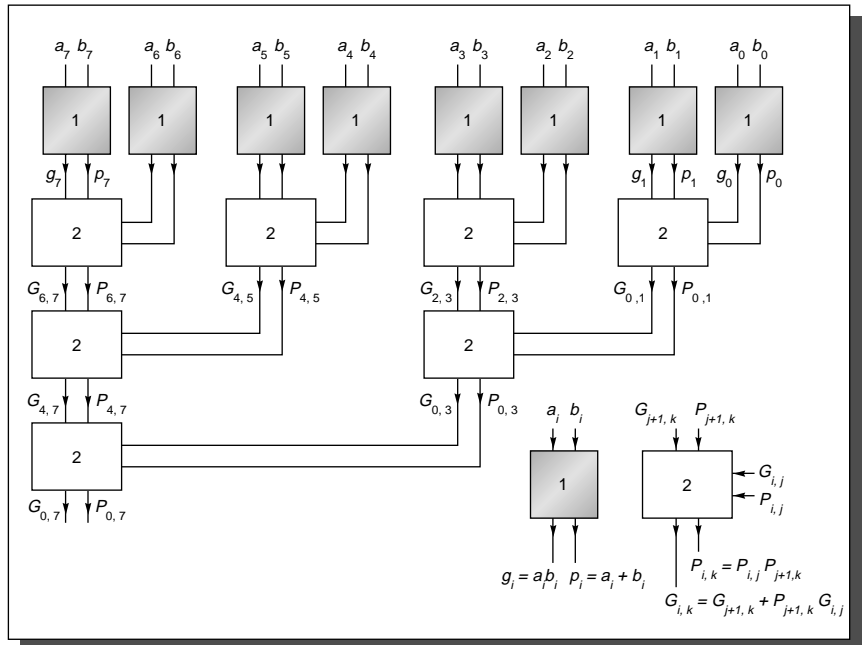 a7 b7 a6 b6 a5 b5 a4 b4 a3 b3 a2 b2 a1 b1 a0 b0
1 1 1 1 1 1 1 1
g7 p7 g1 p1 g0 p0
2 2 2 2
G6, 7 P6, 7 G4, 5 P4, 5 G2, 3 P2, 3 G0 ,1 P0 ,1
2 2
G4, 7 P4, 7 G0, 3 P0, 3
ai bi Gj+1, k Pj+1, k
2 1 2 Gi, j
Pi, j
G0, 7 P0, 7
gi = aibi pi = ai + bi Pi, k = Pi, j Pj+1,k
Gi, k = Gj+1, k + Pj+1, k Gi, j